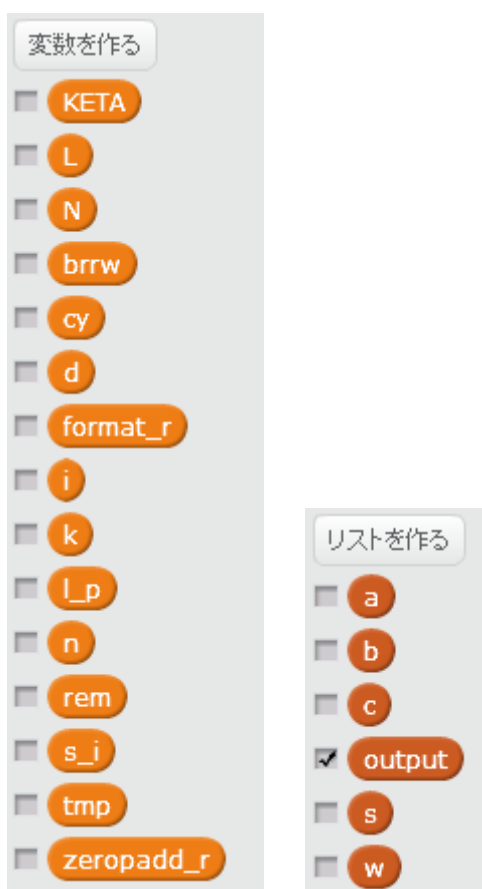 変数を作る
KETA
L
N
brrw
cy
d
format_r
i
k
l_p
n
rem
s_i
tmp
zeropadd_r
リストを作る
a
b
c
output
s
w